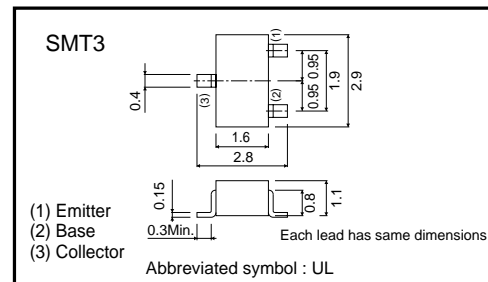 SMT3
(1)
(2)
(3)
0.4
0.95
0.95
1.9
2.9
1.6
2.8
0.15
0.3Min.
0.8
1.1
Each lead has same dimensions
(1) Emitter
(2) Base
(3) Collector
Abbreviated symbol : UL